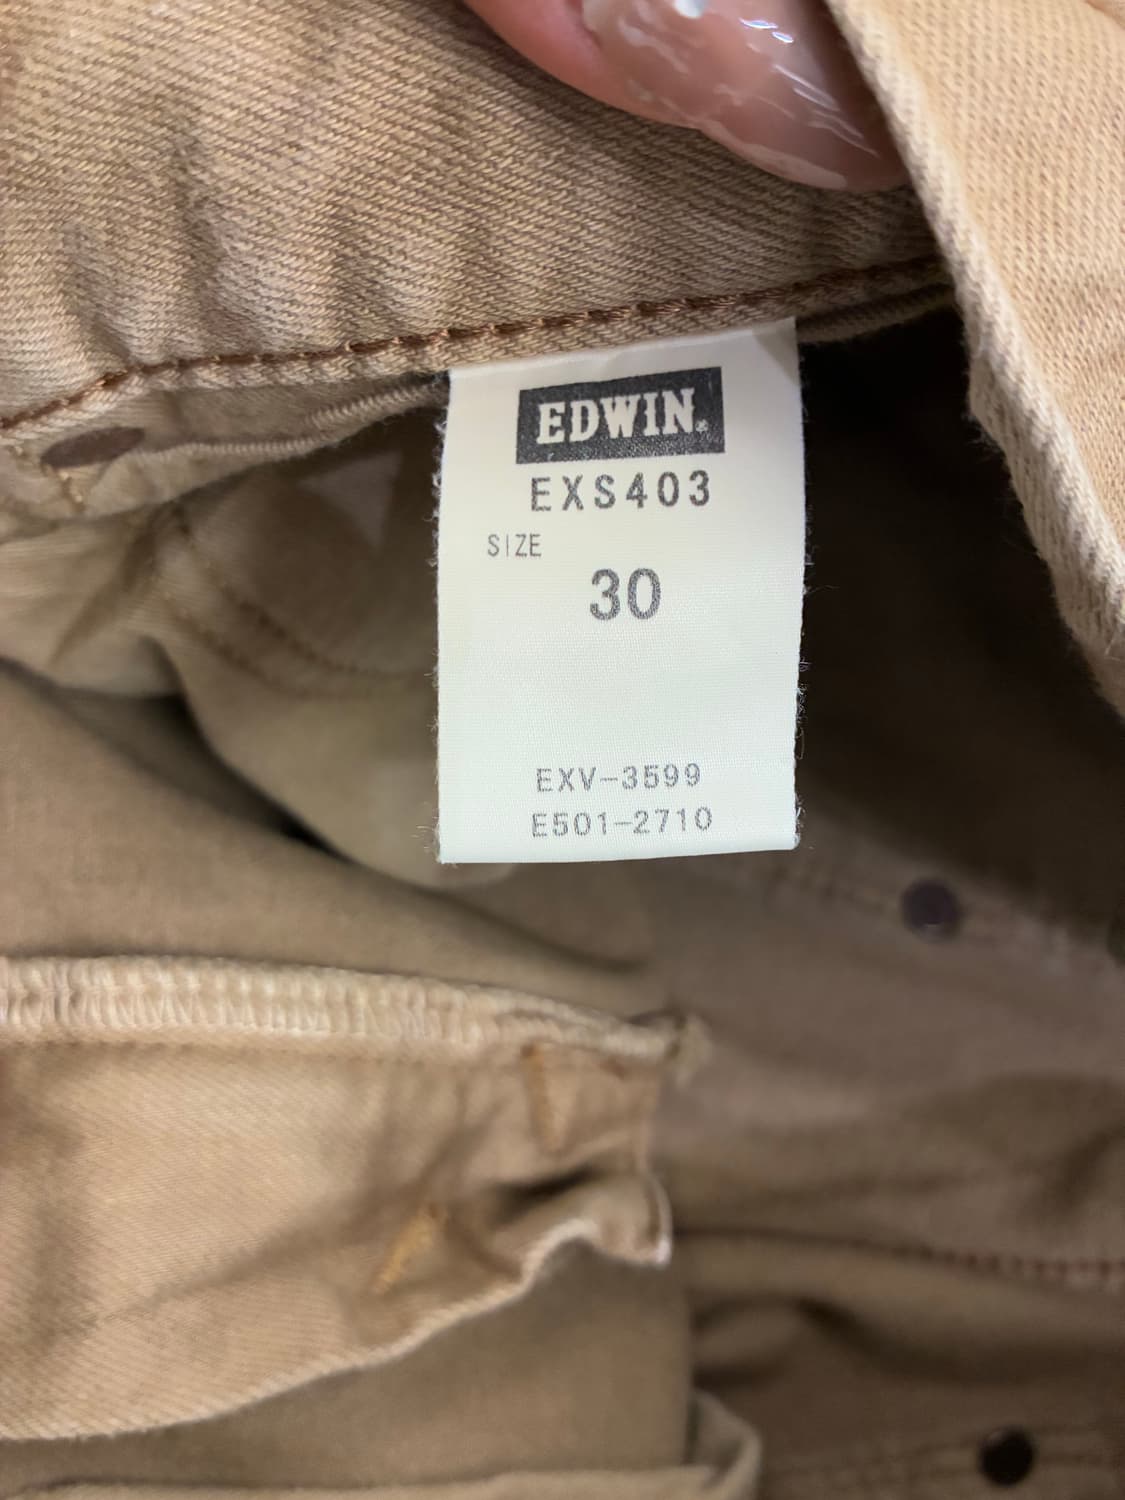 EDWIN®
EXS403
SIZE
30
EXV-3599
E501-2710